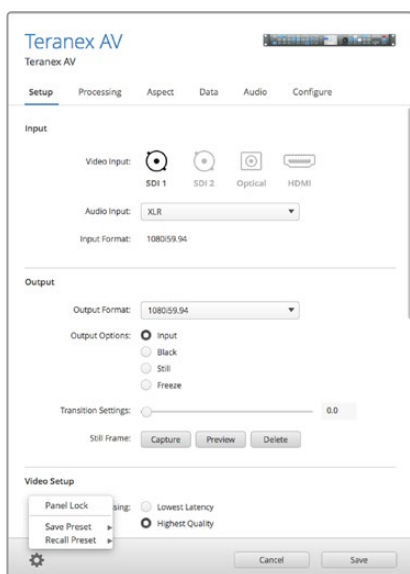 Teranex AV
Teranex AV
Setup Processing Aspect Data Audio Configure
Input
Video Input:
SDI 1 SDI 2 Optical HDMI
Audio Input: XLR
Input Format: 1080i59.94
Output
Output Format: 1080i59.94
Output Options: Input
Black
Still
Freeze
Transition Settings: 0.0
Still Frame: Capture Preview Delete
Video Setup
Panel Lock
Lowest Latency
Save Preset
Highest Quality
Recall Preset
Cancel Save